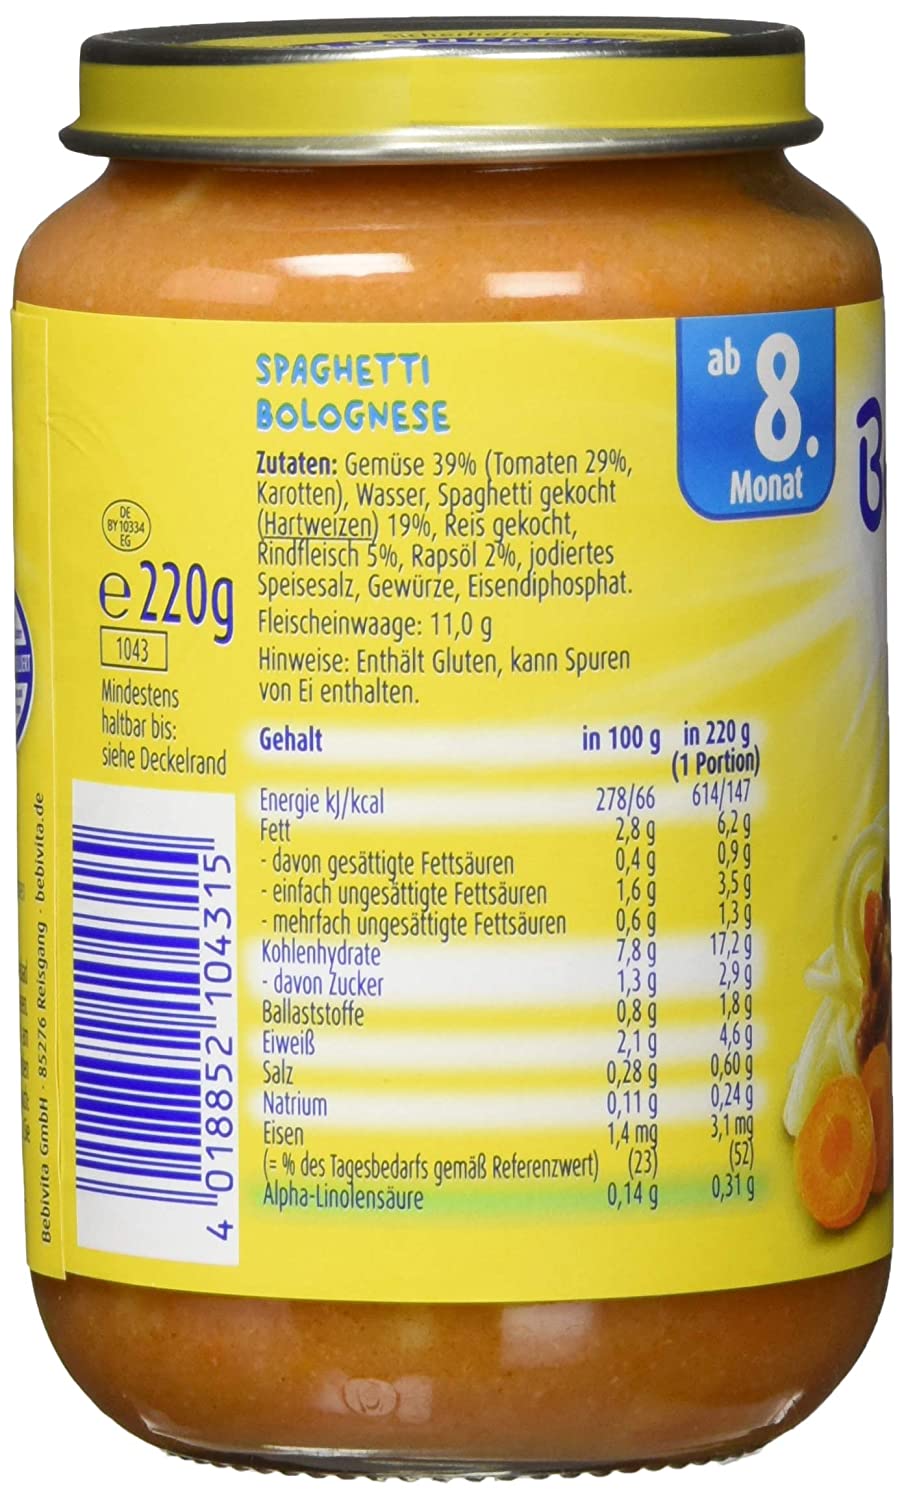 SPAGHETTI
BOLOGNESE
Zutaten: Gemüse 39% (Tomaten 29%,
Karotten), Wasser, Spaghetti gekocht
(Hartweizen) 19%, Reis gekocht,
Rindfleisch 5%, Rapsöl 2%, jodiertes
Speisesalz, Gewürze, Eisendiphosphat.
Fleischeinwaage: 11,0 g
Hinweise: Enthält Gluten, kann Spuren
von Ei enthalten.
ab 8.
Monat
DE
BY 10334
EG
e 220g
1043
Mindestens
haltbar bis:
siehe Deckelrand
Gehalt in 100 g in 220 g
(1 Portion)
Energie kJ/kcal 278/66 614/147
Fett 2,8 g 6,2 g
- davon gesättigte Fettsäuren 0,4 g 0,9 g
- einfach ungesättigte Fettsäuren 1,6 g 3,5 g
- mehrfach ungesättigte Fettsäuren 0,6 g 1,3 g
Kohlenhydrate 7,8 g 17,2 g
- davon Zucker 1,3 g 2,9 g
Ballaststoffe 0,8 g 1,8 g
Eiweiß 2,1 g 4,6 g
Salz 0,28 g 0,60 g
Natrium 0,11 g 0,24 g
Eisen 1,4 mg 3,1 mg
(= % des Tagesbedarfs gemäß Referenzwert) (23) (52)
Alpha-Linolensäure 0,14 g 0,31 g
4 018852 104315
Bebivita GmbH · 85276 Reisgang · bebivita.de